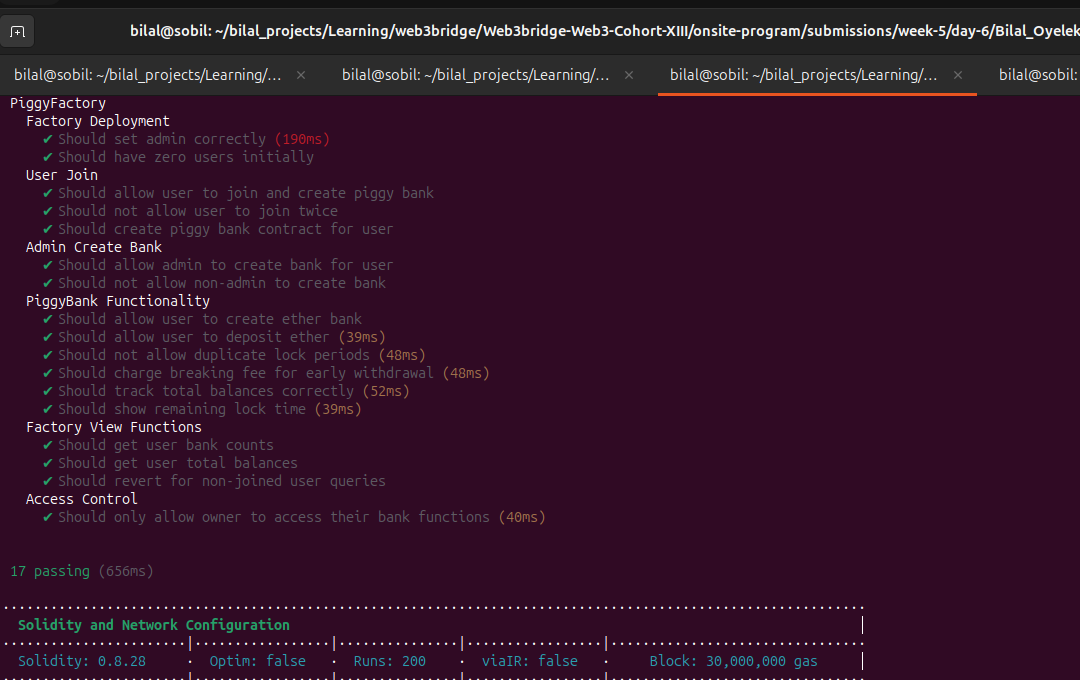 bilal@sobil: ~/bilal_projects/Learning/web3bridge/Web3bridge-Web3-Cohort-XIII/onsite-program/submissions/week-5/day-6/Bilal_Oyelek
bilal@sobil: ~/bilal_projects/Learning/... × bilal@sobil: ~/bilal_projects/Learning/... × bilal@sobil: ~/bilal_projects/Learning/... × bilal@sobil:
PiggyFactory
Factory Deployment
✔ Should set admin correctly (190ms)
✔ Should have zero users initially
User Join
✔ Should allow user to join and create piggy bank
✔ Should not allow user to join twice
✔ Should create piggy bank contract for user
Admin Create Bank
✔ Should allow admin to create bank for user
✔ Should not allow non-admin to create bank
PiggyBank Functionality
✔ Should allow user to create ether bank
✔ Should allow user to deposit ether (39ms)
✔ Should not allow duplicate lock periods (48ms)
✔ Should charge breaking fee for early withdrawal (48ms)
✔ Should track total balances correctly (52ms)
✔ Should show remaining lock time (39ms)
Factory View Functions
✔ Should get user bank counts
✔ Should get user total balances
✔ Should revert for non-joined user queries
Access Control
✔ Should only allow owner to access their bank functions (40ms)
17 passing (656ms)
Solidity and Network Configuration
Solidity: 0.8.28 · Optim: false · Runs: 200 · viaIR: false · Block: 30,000,000 gas